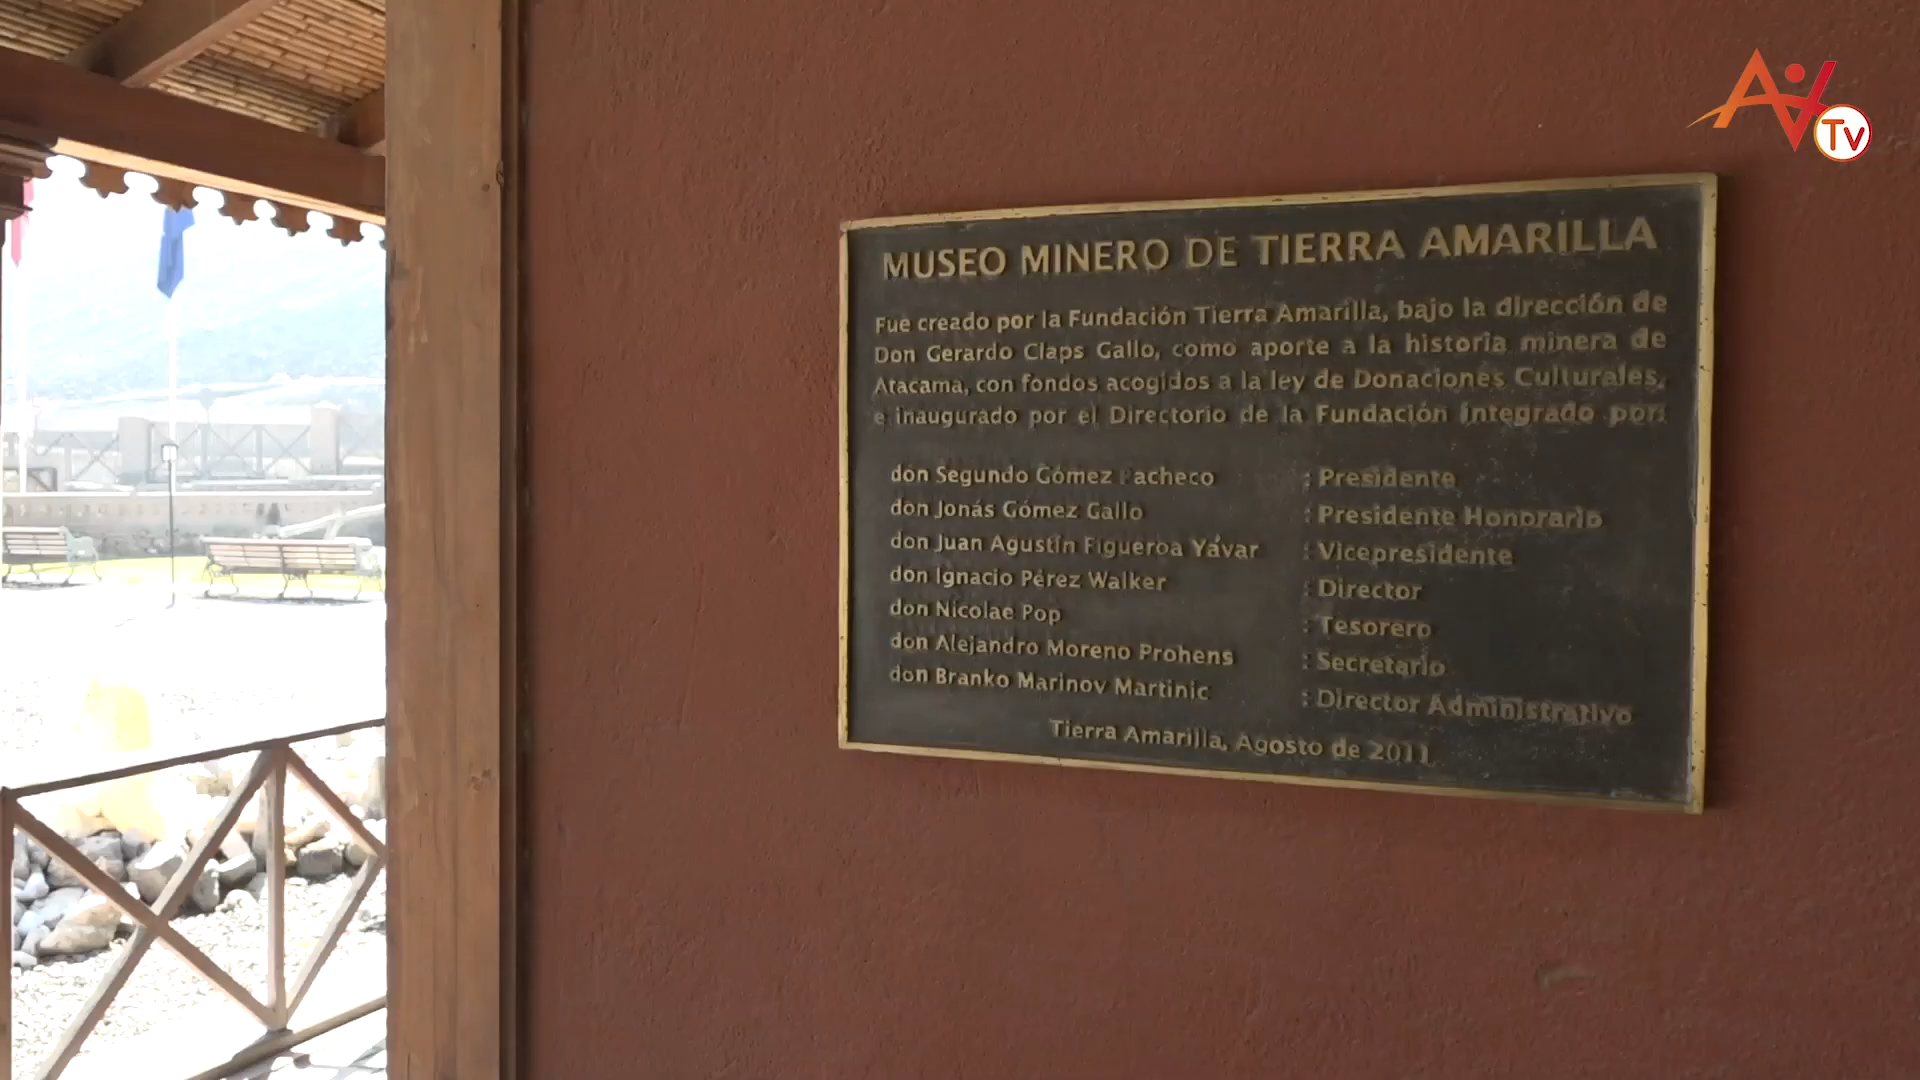 MUSEO MINERO DE TIERRA AMARILLA
Fue creado por la Fundación Tierra Amarilla, bajo la dirección de
Don Gerardo Claps Gallo, como aporte a la historia minera de
Atacama, con fondos acogidos a la ley de Donaciones Culturales,
e inaugurado por el Directorio de la Fundación integrado por:
don Segundo Gómez Pacheco : Presidente
don Jonás Gómez Gallo : Presidente Honorario
don Juan Agustín Figueroa Yávar : Vicepresidente
don Ignacio Pérez Walker : Director
don Nicolae Pop : Tesorero
don Alejandro Moreno Prohens : Secretario
don Branko Marinov Martinic : Director Administrativo
Tierra Amarilla, Agosto de 2011
AV Tv